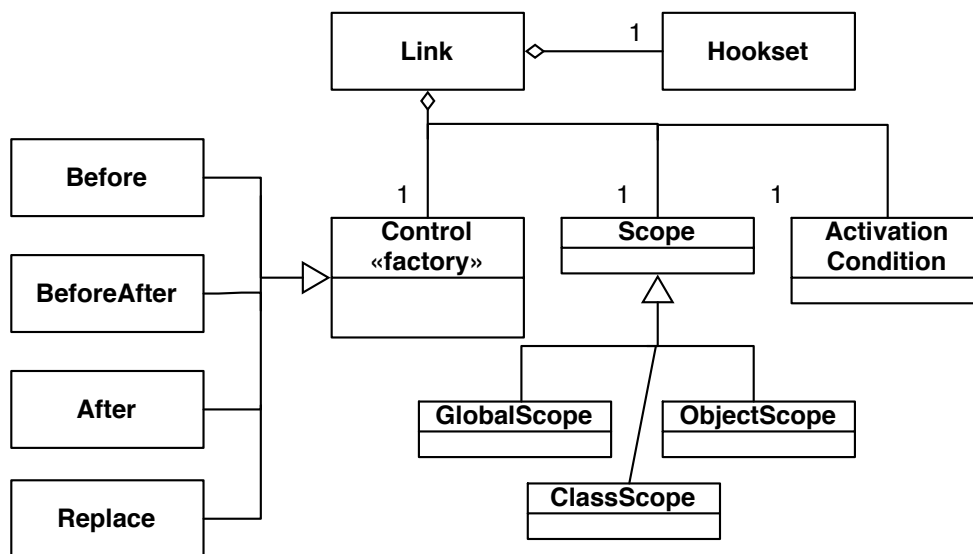 Link
1
Hookset
Before
1
1
1
Control
«factory»
Scope
Activation
Condition
BeforeAfter
After
GlobalScope
ObjectScope
Replace
ClassScope